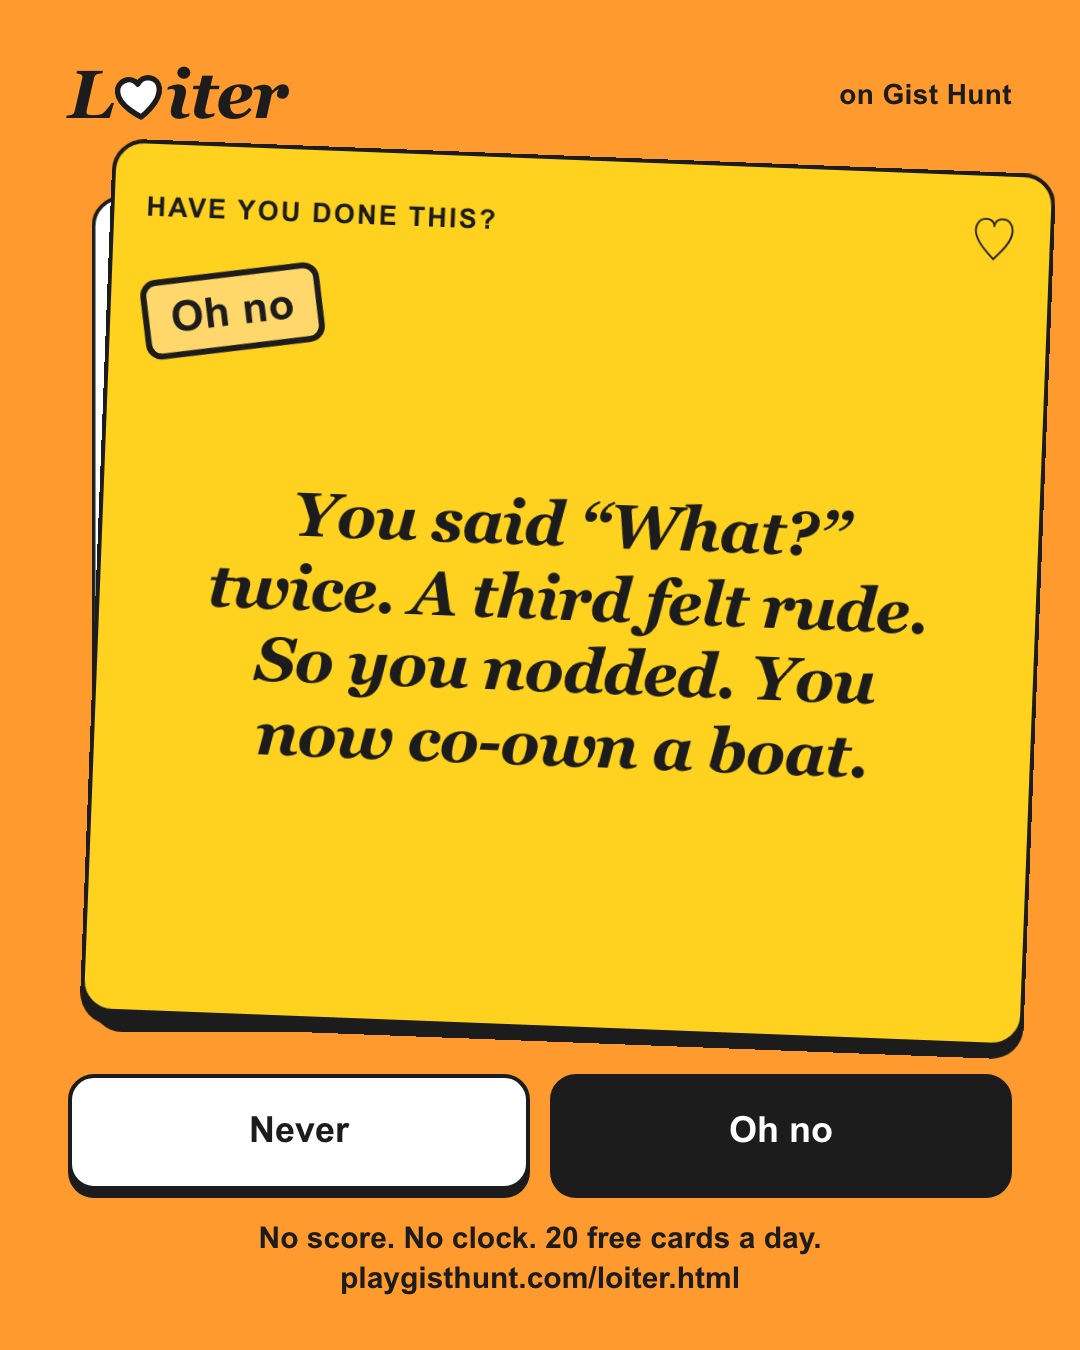 Loiter
on Gist Hunt
HAVE YOU DONE THIS?
Oh no
You said “What?”
twice. A third felt rude.
So you nodded. You
now co-own a boat.
Never
Oh no
No score. No clock. 20 free cards a day.
playgisthunt.com/loiter.html